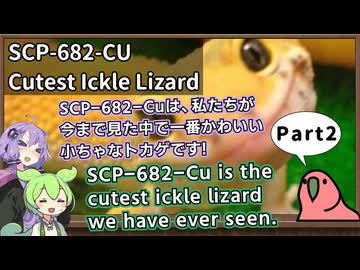 SCP-682-CU
Cutest Ickle Lizard
SCP-682-Cuは、私たちが
今まで見た中で一番かわいい
小ちゃなトカゲです!
Part2
SCP-682-Cu is the
cutest ickle lizard
we have ever seen.